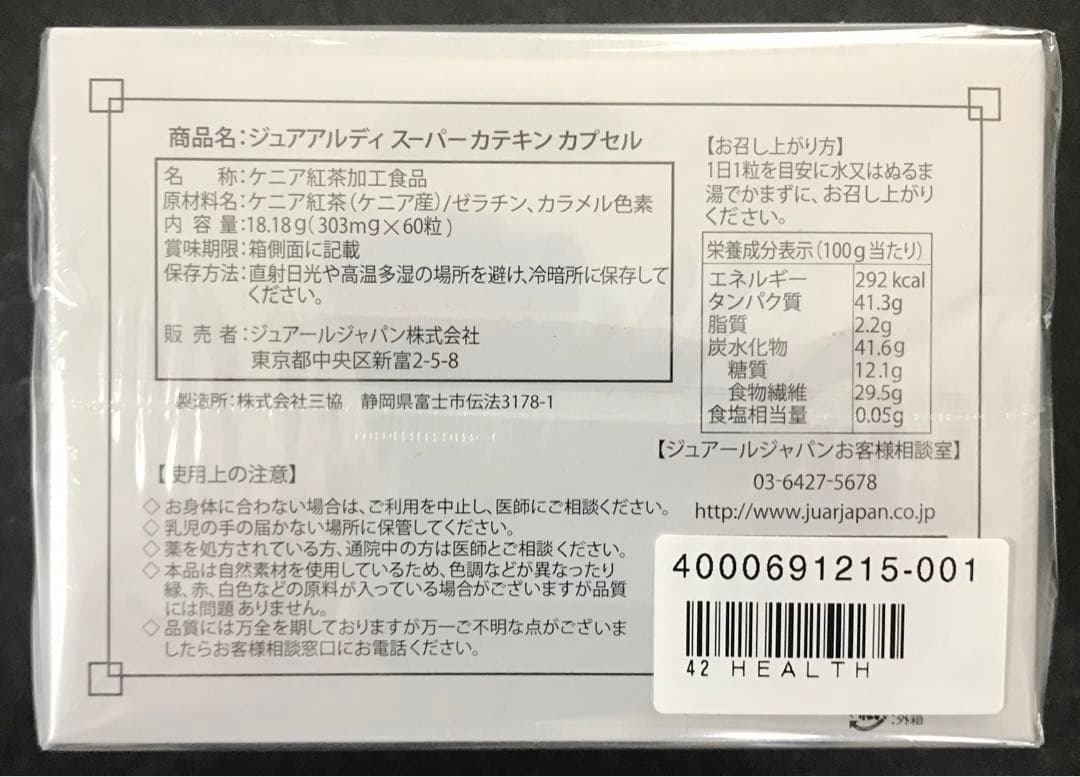 商品名:ジュアアルディ スーパー カテキン カプセル
名　　称:ケニア紅茶加工食品
原材料名:ケニア紅茶(ケニア産)/ゼラチン、カラメル色素
内 容 量:18.18g(303mg×60粒)
賞味期限:箱側面に記載
保存方法:直射日光や高温多湿の場所を避け、冷暗所に保存して
ください。
販 売 者:ジュアールジャパン株式会社
東京都中央区新富2-5-8
製造所:株式会社三協　静岡県富士市伝法3178-1
【使用上の注意】
◇お身体に合わない場合は、ご利用を中止し、医師にご相談ください。
◇乳児の手の届かない場所に保管してください。
◇薬を処方されている方、通院中の方は医師とご相談ください。
◇本品は自然素材を使用しているため、色調などが異なったり
緑、赤、白色などの原料が入っている場合がございますが品質
には問題ありません。
◇品質には万全を期しておりますが万一ご不明な点がございま
したらお客様相談窓口にお電話ください。
【お召し上がり方】
1日1粒を目安に水又はぬるま
湯でかまずに、お召し上がり
ください。
栄養成分表示(100g当たり)
エネルギー 292 kcal
タンパク質 41.3g
脂質 2.2g
炭水化物 41.6g
糖質 12.1g
食物繊維 29.5g
食塩相当量 0.05g
【ジュアールジャパンお客様相談室】
03-6427-5678
http://www.juarjapan.co.jp
4000691215-001
42 HEALTH
:外箱